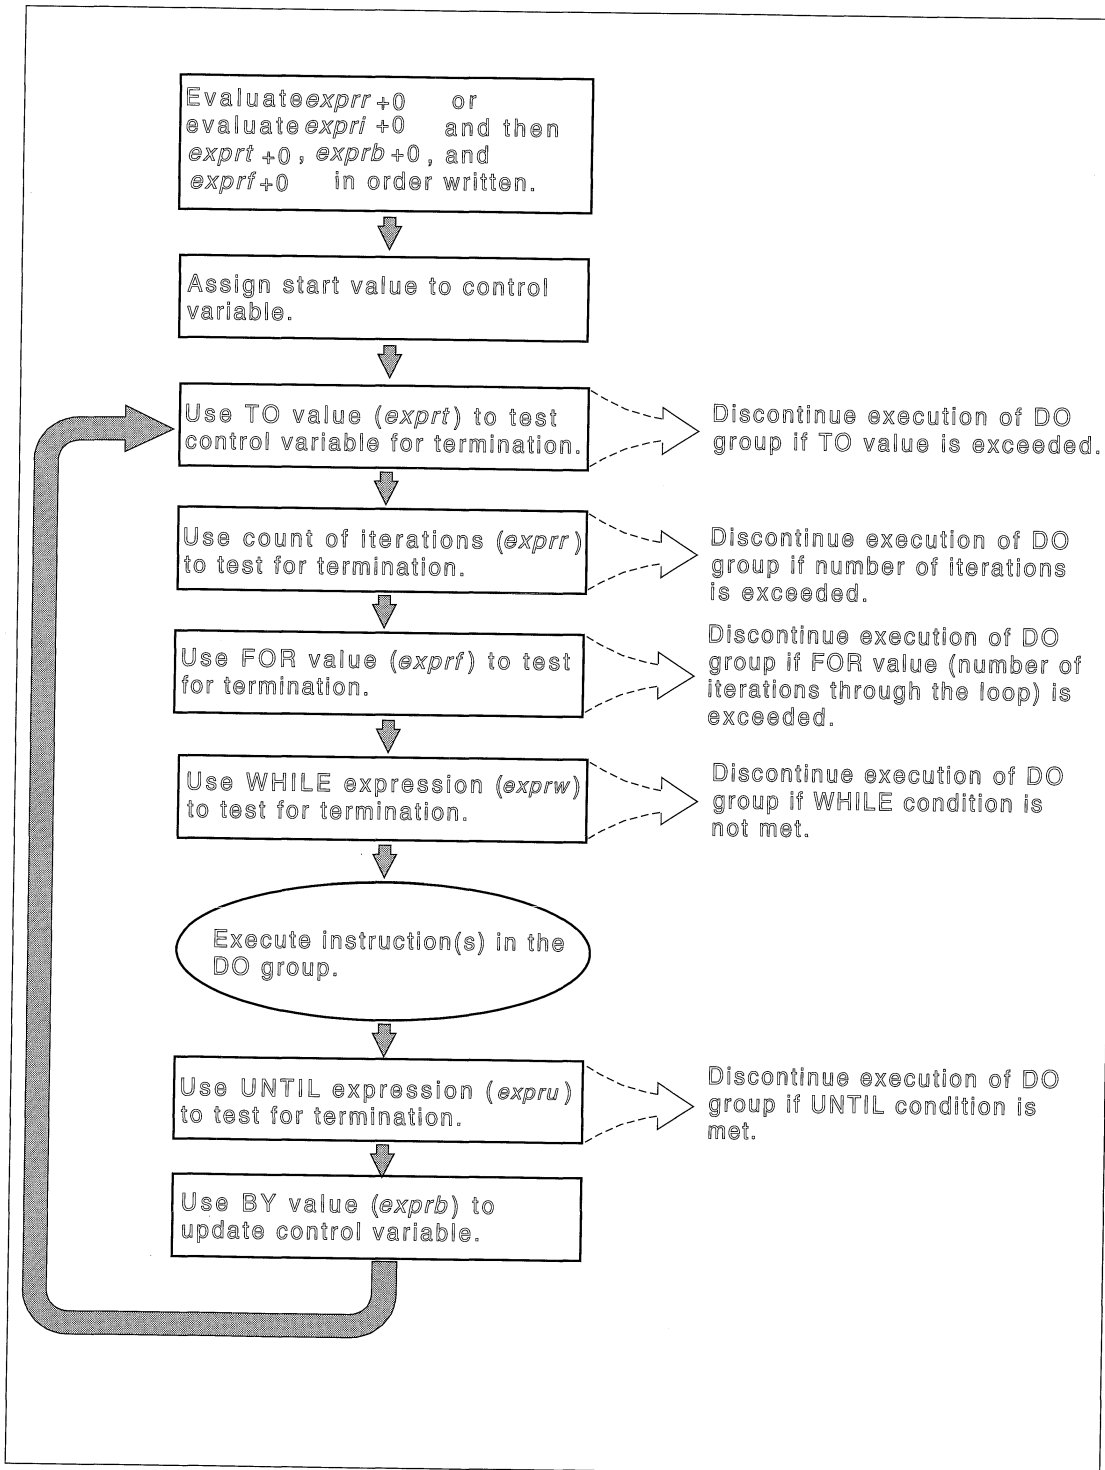 Evaluate exprr +0 or
evaluate expri +0 and then
exprt +0, exprb +0, and
exprf +0 in order written.
Assign start value to control
variable.
Use TO value (exprt) to test
control variable for termination.
Discontinue execution of DO
group if TO value is exceeded.
Use count of iterations (exprr)
to test for termination.
Discontinue execution of DO
group if number of iterations
is exceeded.
Use FOR value (exprf) to test
for termination.
Discontinue execution of DO
group if FOR value (number of
iterations through the loop) is
exceeded.
Use WHILE expression (exprw)
to test for termination.
Discontinue execution of DO
group if WHILE condition is
not met.
Execute instruction(s) in the
DO group.
Use UNTIL expression (expru)
to test for termination.
Discontinue execution of DO
group if UNTIL condition is
met.
Use BY value (exprb) to
update control variable.